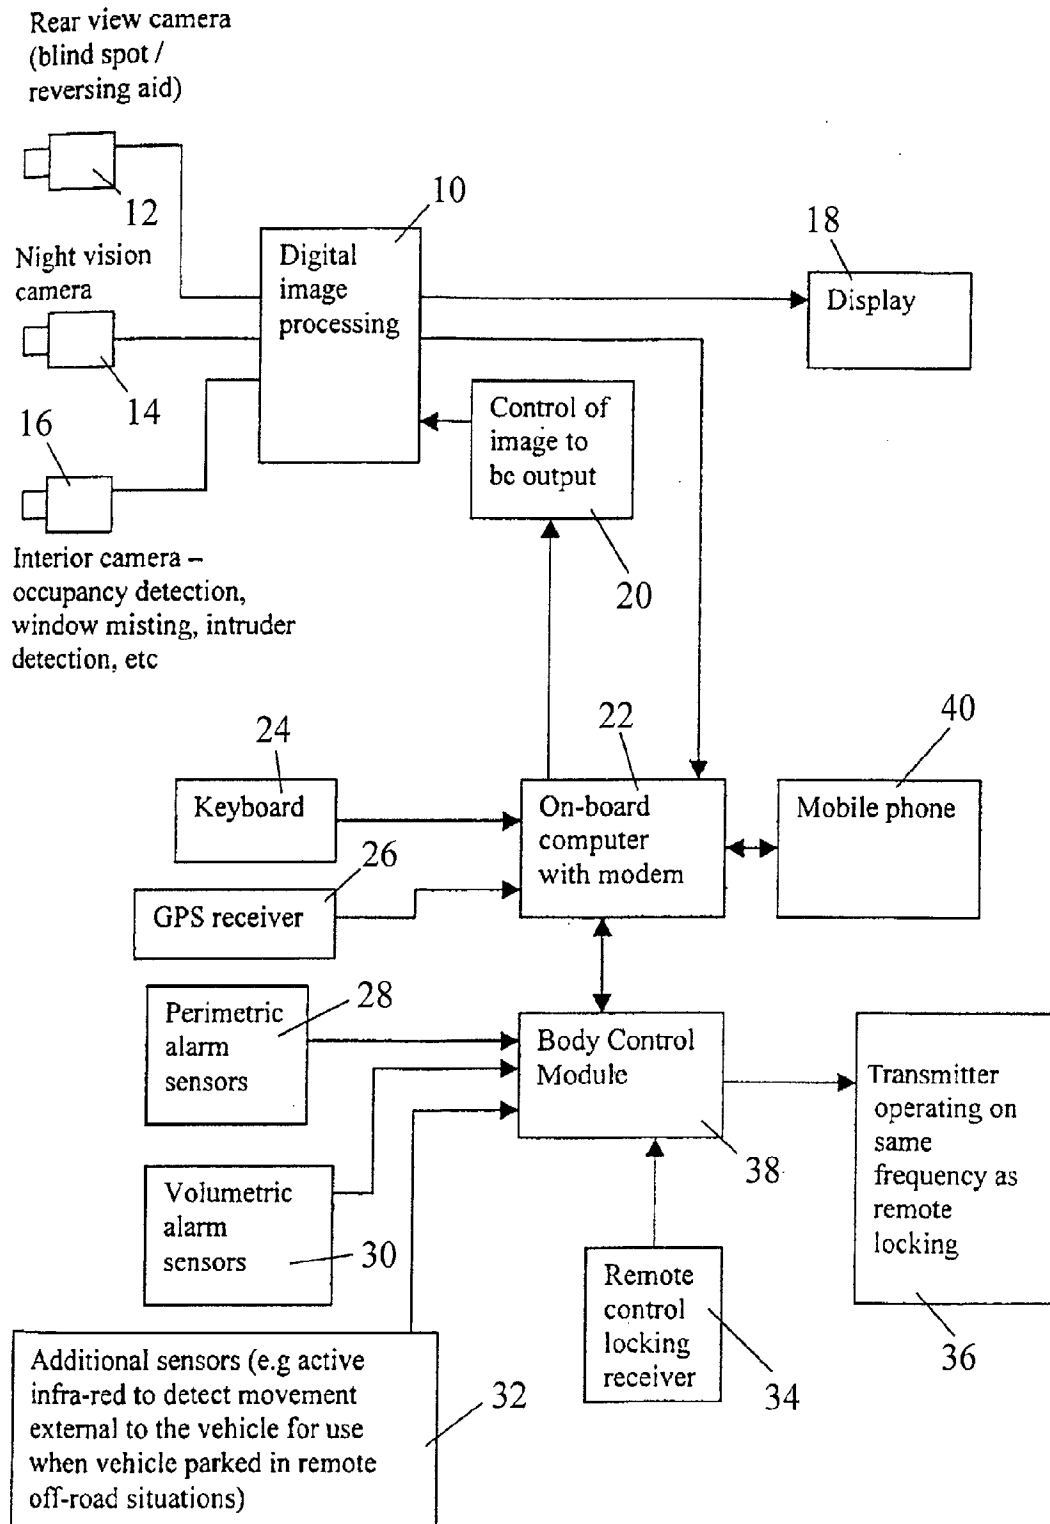 Rear view camera
(blind spot /
reversing aid)
12
10
18
Night vision
camera
Digital
image
processing
Display
14
16
Control of
image to
be output
20
Interior camera –
occupancy detection,
window misting, intruder
detection, etc
24
22
40
Keyboard
On-board
computer
with modem
Mobile phone
26
GPS receiver
28
Perimetric
alarm
sensors
Body Control
Module
Transmitter
operating on
same
frequency as
remote
locking
38
Volumetric
alarm
sensors
30
Remote
control
locking
receiver
34
36
Additional sensors (e.g active
infra-red to detect movement
external to the vehicle for use
when vehicle parked in remote
off-road situations)
32